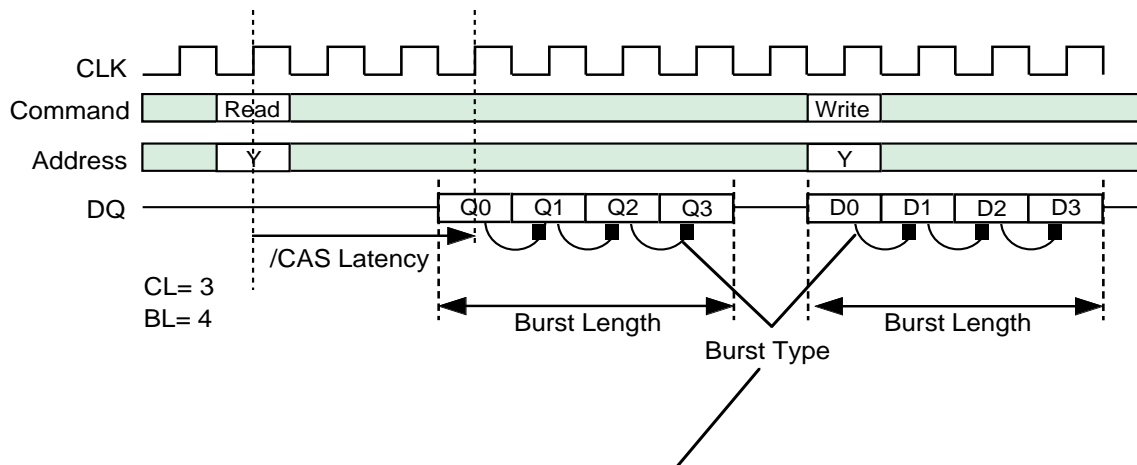 CLK
Command Read Write
Address Y Y
DQ Q0 Q1 Q2 Q3 D0 D1 D2 D3
/CAS Latency
CL= 3
BL= 4
Burst Length Burst Length
Burst Type